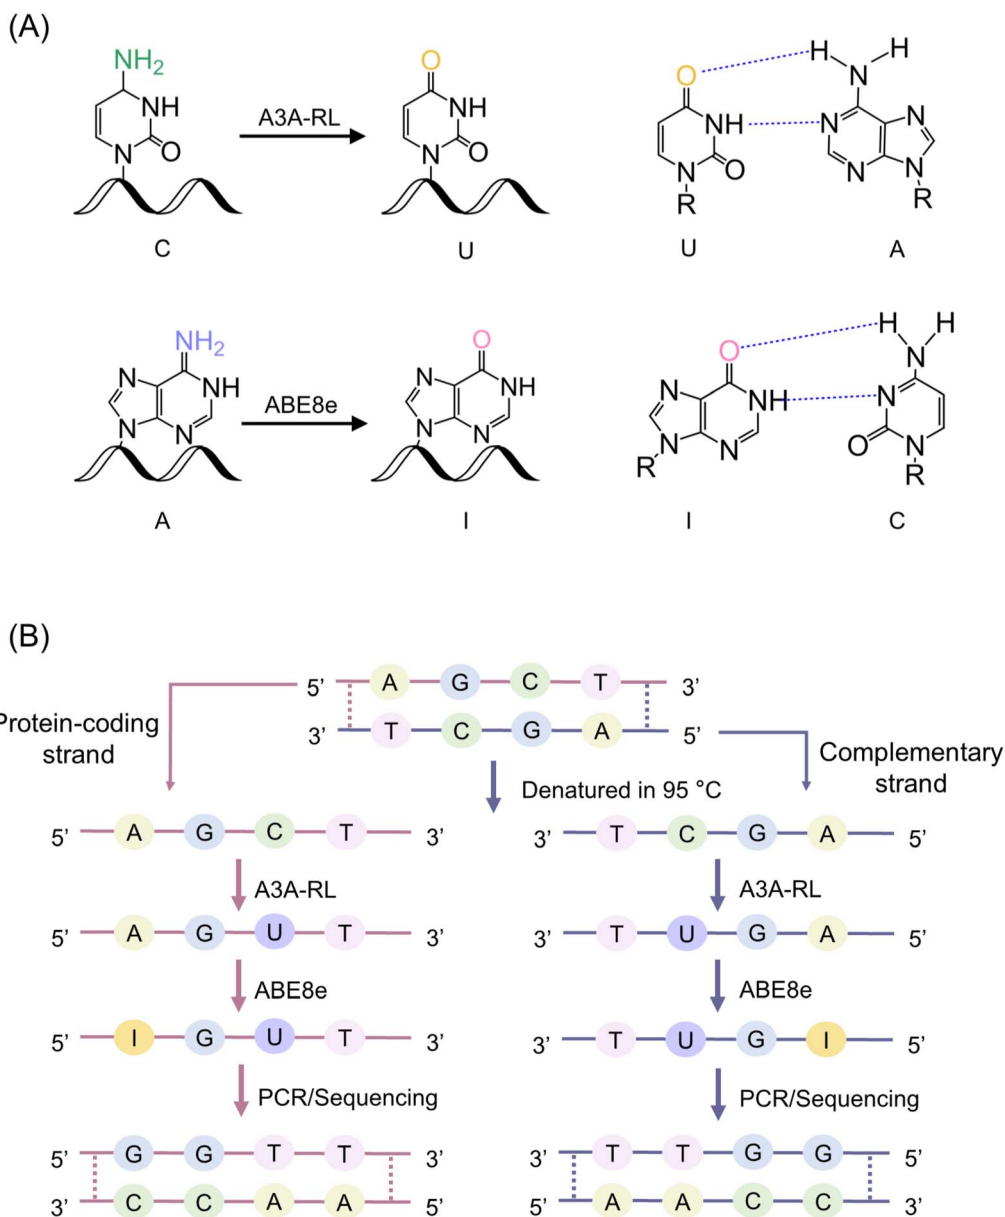 (A)
NH2
NH
N
O
A3A-RL
O
NH
N
O
O
NH
N
O
R
H
H
N
N
N
N
N
R
C
U
U
A
NH2
N
NH
N
N
ABE8e
O
N
NH
N
N
O
N
NH
N
N
R
H
H
N
N
O
N
R
A
I
I
C
(B)
5’ A G C T 3’
3’ T C G A 5’
Protein-coding
strand
Complementary
strand
Denatured in 95 °C
5’ A G C T 3’
3’ T C G A 5’
A3A-RL
A3A-RL
5’ A G U T 3’
3’ T U G A 5’
ABE8e
ABE8e
5’ I G U T 3’
3’ T U G I 5’
PCR/Sequencing
PCR/Sequencing
5’ G G T T 3’
3’ T T G G 5’
3’ C C A A 5’
5’ A A C C 3’